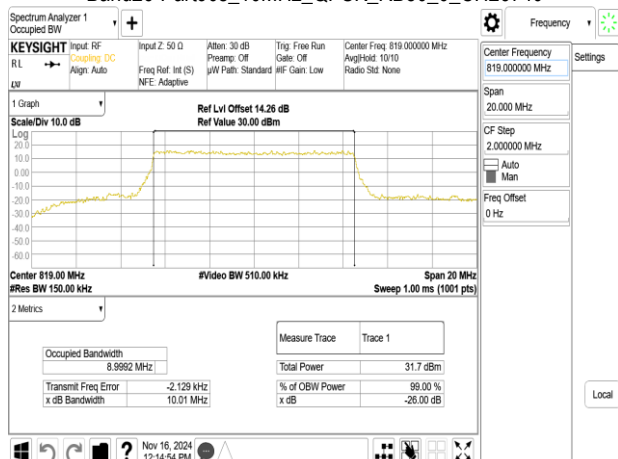 Spectrum Analyzer 1
Occupied BW
+
Frequency
KEYSIGHT
RL
Input: RF
Coupling: DC
Align: Auto
Input Z: 50 Ω
Freq Ref: Int (S)
NFE: Adaptive
Atten: 30 dB
Preamp: Off
µW Path: Standard
Trig: Free Run
Gate: Off
#IF Gain: Low
Center Freq: 819.000000 MHz
Avg|Hold: 10/10
Radio Std: None
Center Frequency
819.000000 MHz
Settings
Span
20.000 MHz
CF Step
2.000000 MHz
Auto
Man
Freq Offset
0 Hz
Local
1 Graph
Scale/Div 10.0 dB
Ref Lvl Offset 14.26 dB
Ref Value 30.00 dBm
Log
20.0
10.0
0.00
-10.0
-20.0
-30.0
-40.0
-50.0
-60.0
Center 819.00 MHz
#Res BW 150.00 kHz
#Video BW 510.00 kHz
Span 20 MHz
Sweep 1.00 ms (1001 pts)
2 Metrics
Measure Trace Trace 1
Occupied Bandwidth
8.9992 MHz
Total Power 31.7 dBm
Transmit Freq Error -2.129 kHz
% of OBW Power 99.00 %
x dB Bandwidth 10.01 MHz
x dB -26.00 dB
?
Nov 16, 2024
12:14:54 PM